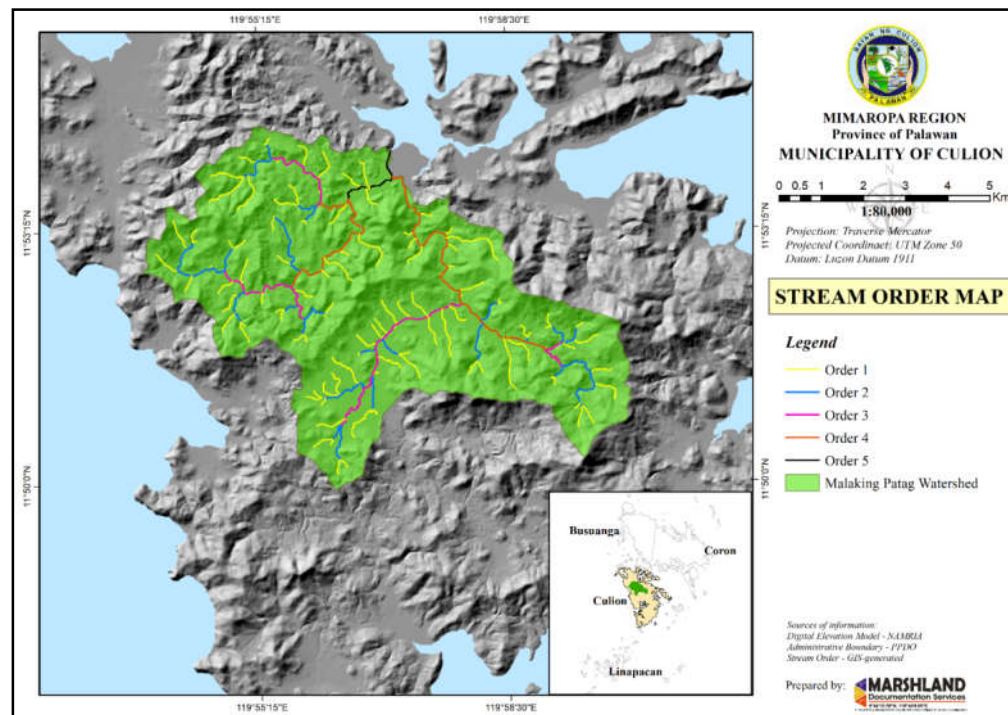 119°55'15"E
119°58'30"E
11°53'15"N
11°53'15"N
11°50'0"N
11°50'0"N
119°55'15"E
119°58'30"E
Busuanga
Coron
Culion
Linapacan
BAYAN NG CULION
PALAWAN
MIMAROPA REGION
Province of Palawan
MUNICIPALITY OF CULION
N
0 0.5 1 2 3 4 5
Km
W E
1:80,000
Projection: Traverse Mercator
Projected Coordinaet: UTM Zone 50
Datum: Luzon Datum 1911
STREAM ORDER MAP
Legend
Order 1
Order 2
Order 3
Order 4
Order 5
Malaking Patag Watershed
Sources of information:
Digital Elevation Model - NAMRIA
Administrative Boundary - PPDO
Stream Order - GIS-generated
Prepared by:
MARSHLAND
Documentation Services